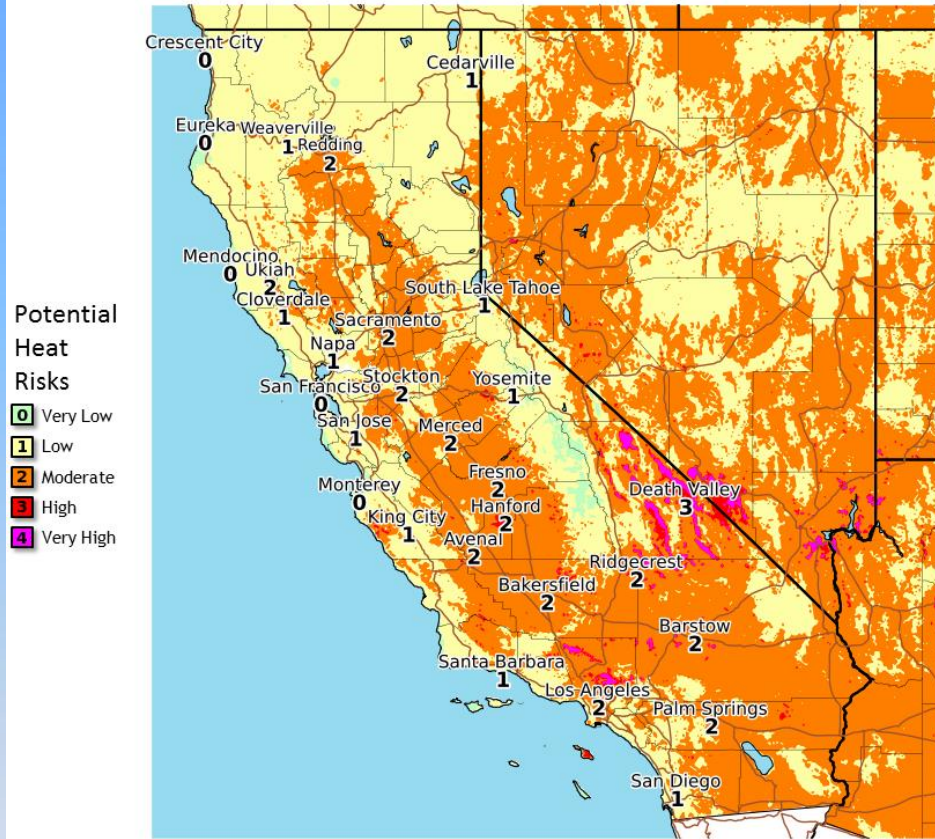 Potential
Heat
Risks
0 Very Low
1 Low
2 Moderate
3 High
4 Very High
Crescent City
0
Cedarville
1
Eureka
0
Weaverville
1
Redding
2
Mendocino
0
Ukiah
2
Cloverdale
1
South Lake Tahoe
1
Sacramento
2
Napa
1
San Francisco
0
Stockton
2
Yosemite
1
San Jose
1
Merced
2
Monterey
0
Fresno
2
Death Valley
3
King City
1
Hanford
2
Avenal
2
Ridgecrest
2
Bakersfield
2
Barstow
2
Santa Barbara
1
Los Angeles
2
Palm Springs
2
San Diego
1